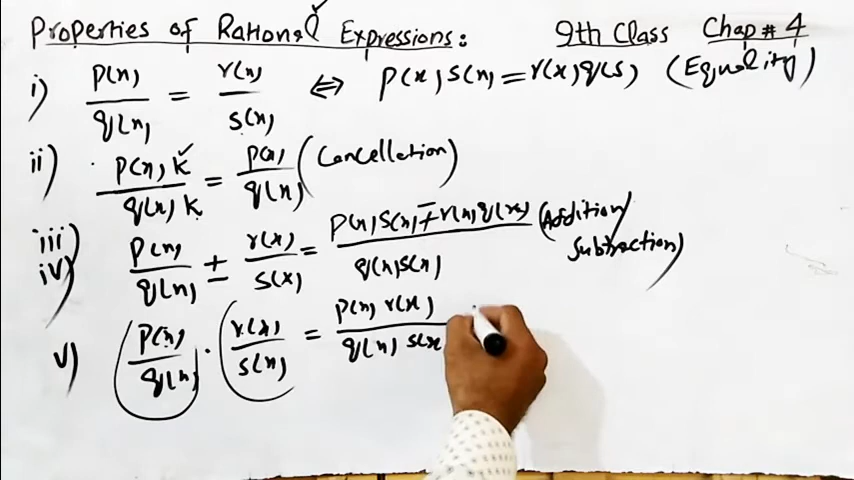 Properties of Rational Expressions: 9th Class Chap # 4
i) p(x)/q(x) = r(x)/s(x) ⇔ p(x) s(x) = r(x) q(x) (Equality)
ii) p(x) k / q(x) k = p(x)/q(x) (Cancellation)
iii)
iv) p(x)/q(x) ± r(x)/s(x) = p(x)s(x) ∓ r(x)q(x) / q(x)s(x) (Addition/
Subtraction)
v) (p(x)/q(x)) · (r(x)/s(x)) = p(x) r(x) / q(x) s(x